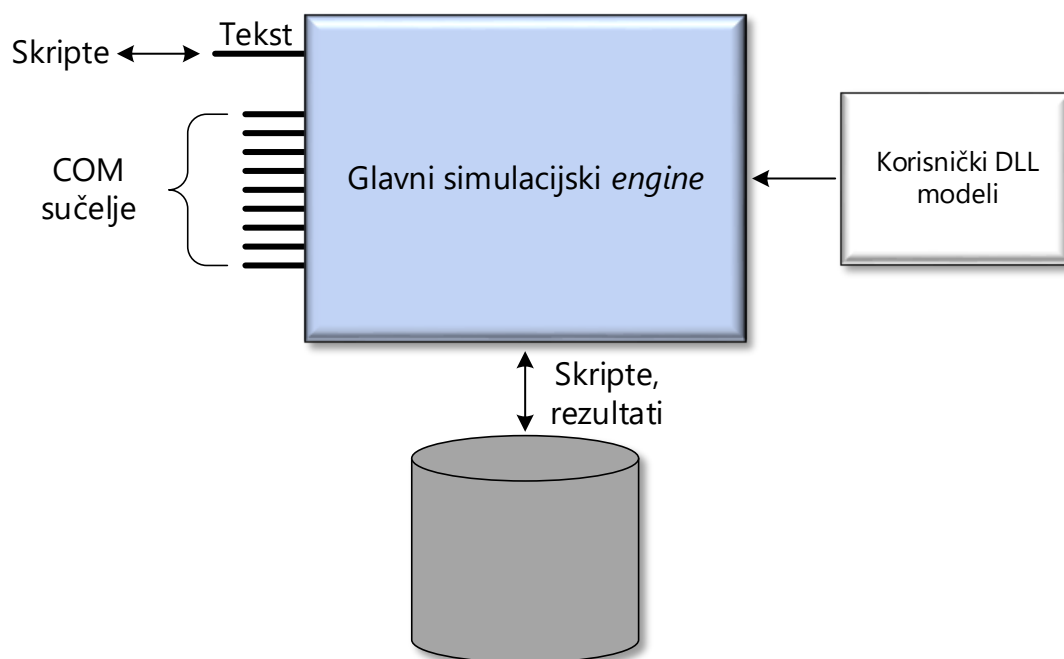 Tekst
Skripte
COM
sučelje
Glavni simulacijski engine
Korisnički DLL
modeli
Skripte,
rezultati